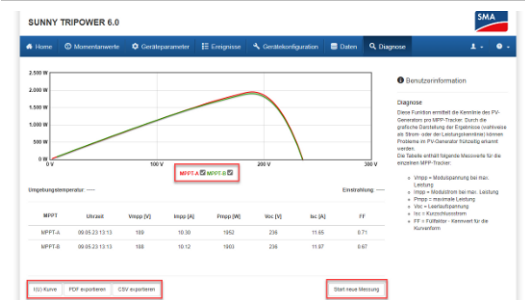 SUNNY TRIPOWER 6.0
SMA
Home Momentanwerte Geräteparameter Ereignisse Gerätekonfiguration Daten Diagnose
2.500 W
2.000 W
1.500 W
1.000 W
500 W
0 W
0 V 100 V 200 V 300 V
MPPT-A MPPT-B
Umgebungstemperatur: ---- Einstrahlung: ----
MPPT Uhrzeit Vmpp [V] Impp [A] Pmpp [W] Voc [V] Isc [A] FF
MPPT-A 09.05.23 13:13 189 10.30 1952 236 11.65 0.71
MPPT-B 09.05.23 13:13 188 10.12 1903 236 11.97 0.67
Kurve PDF exportieren CSV exportieren Start neue Messung
Benutzerinformation
Diagnose
Diese Funktion ermittelt die Kennlinie des PV-
Generators pro MPP-Tracker. Durch die
grafische Darstellung der Ergebnisse (wahlweise
als Strom- oder der Leistungskennlinie) können
Probleme im PV-Generator frühzeitig erkannt
werden.
Die Tabelle enthält folgende Messwerte für die
einzelnen MPP-Tracker:
Vmpp = Modulspannung bei max.
Leistung
Impp = Modulstrom bei max. Leistung
Pmpp = maximale Leistung
Voc = Leerlaufspannung
Isc = Kurzschlussstrom
FF = Füllfaktor - Kennwert für die
Kurvenform